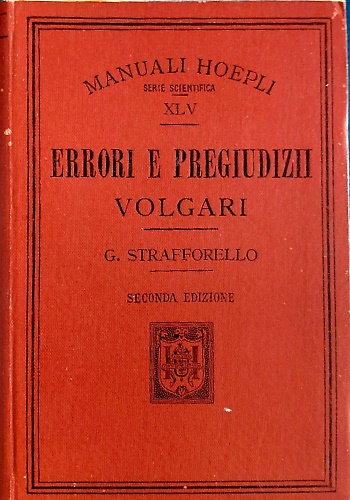 MANUALI HOEPLI
SERIE SCIENTIFICA
XLV
ERRORI E PREGIUDIZII
VOLGARI
G. STRAFFORELLO
SECONDA EDIZIONE